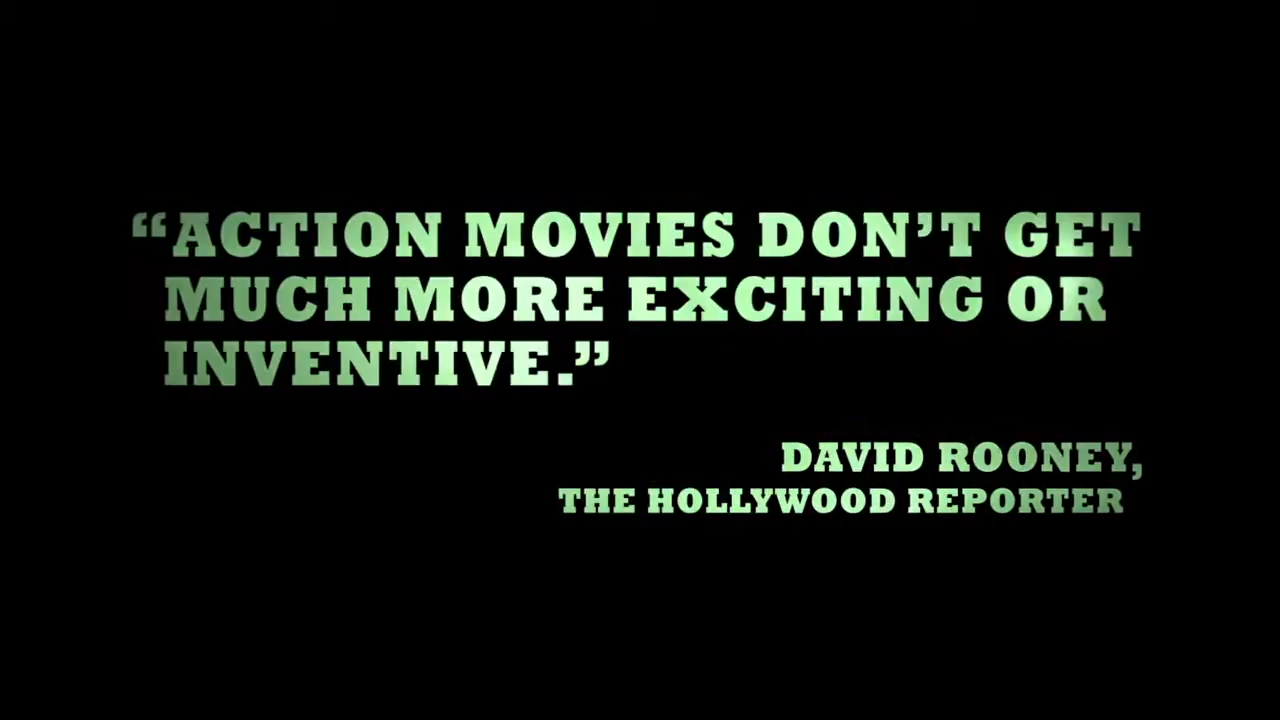 “ACTION MOVIES DON’T GET
MUCH MORE EXCITING OR
INVENTIVE.”
DAVID ROONEY,
THE HOLLYWOOD REPORTER